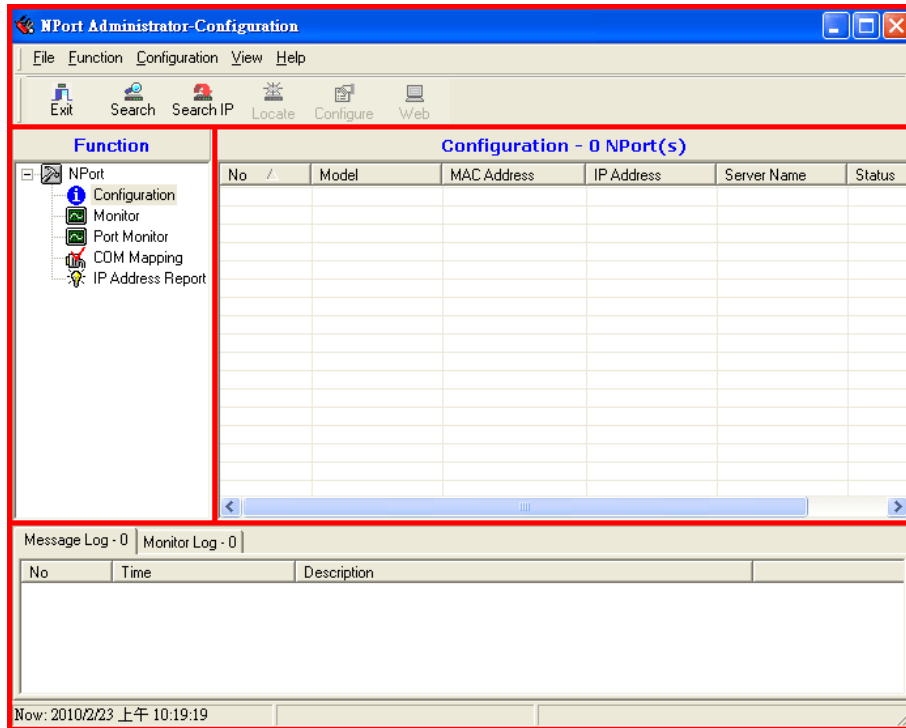 NPort Administrator-Configuration
File Function Configuration View Help
Exit Search Search IP Locate Configure Web
Function
NPort
Configuration
Monitor
Port Monitor
COM Mapping
IP Address Report
Configuration - 0 NPort(s)
No Model MAC Address IP Address Server Name Status
Message Log - 0 Monitor Log - 0
No Time Description
Now: 2010/2/23 上午 10:19:19